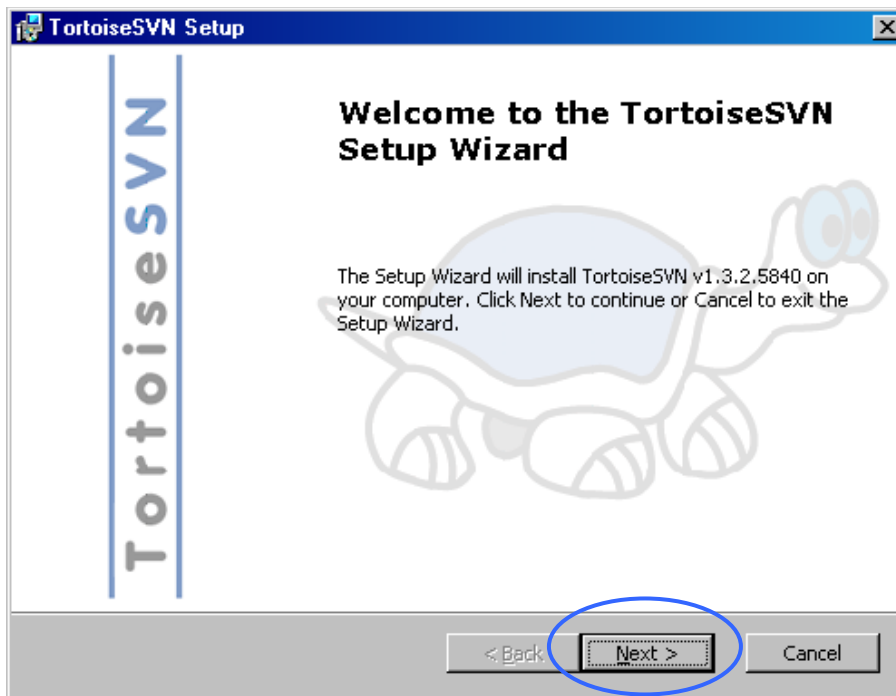 TortoiseSVN Setup
TortoiseSVN
Welcome to the TortoiseSVN
Setup Wizard
The Setup Wizard will install TortoiseSVN v1.3.2.5840 on
your computer. Click Next to continue or Cancel to exit the
Setup Wizard.
< Back
Next >
Cancel